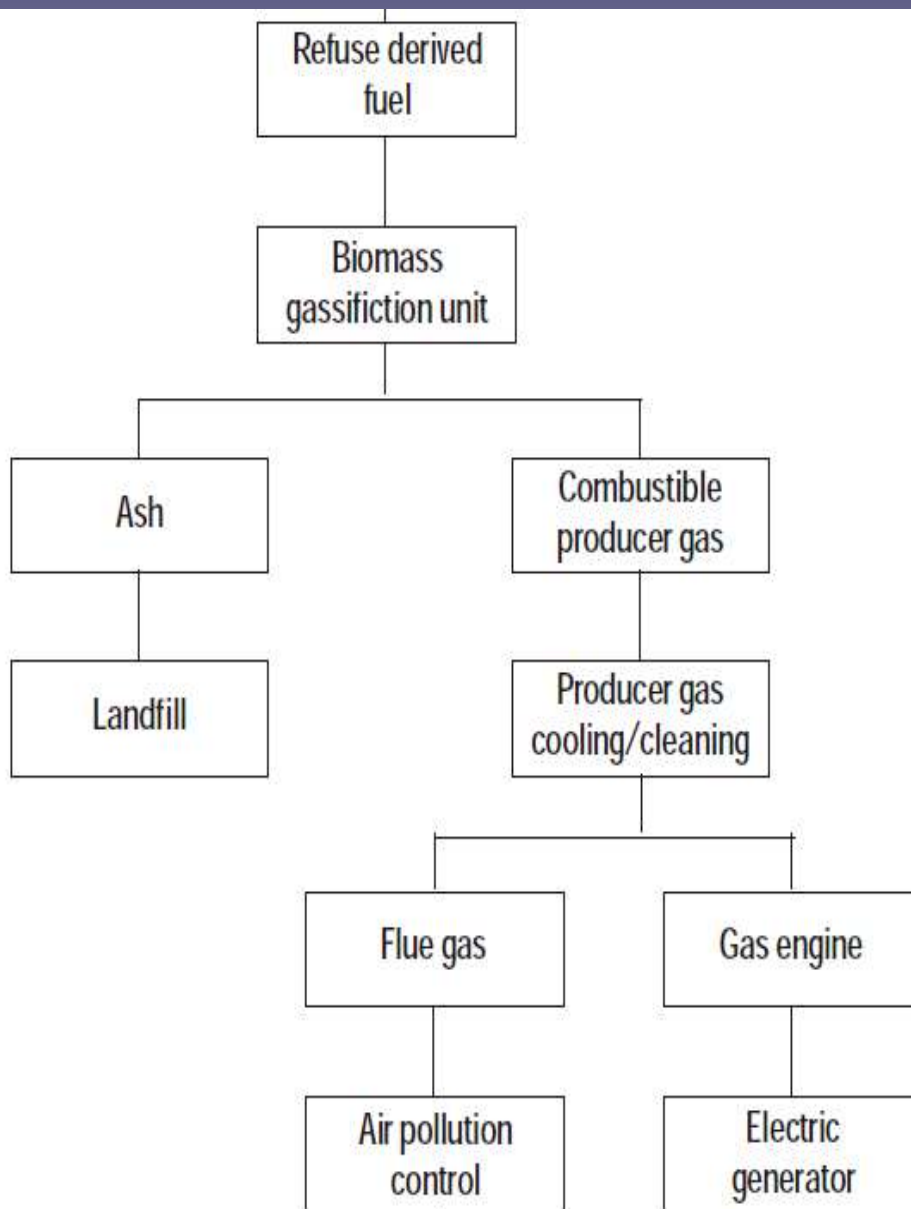 Refuse derived
fuel
Biomass
gassifiction unit
Ash
Combustible
producer gas
Landfill
Producer gas
cooling/cleaning
Flue gas
Gas engine
Air pollution
control
Electric
generator